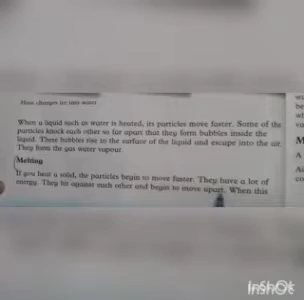 Heat changes ice into water
When a liquid such as water is heated, its particles move faster. Some of the
particles knock each other so far apart that they form bubbles inside the
liquid. These bubbles rise to the surface of the liquid and escape into the air.
They form the gas water vapour.
Melting
If you heat a solid, the particles begin to move faster. They have a lot of
energy. They hit against each other and begin to move apart. When this
M
A
InShOt